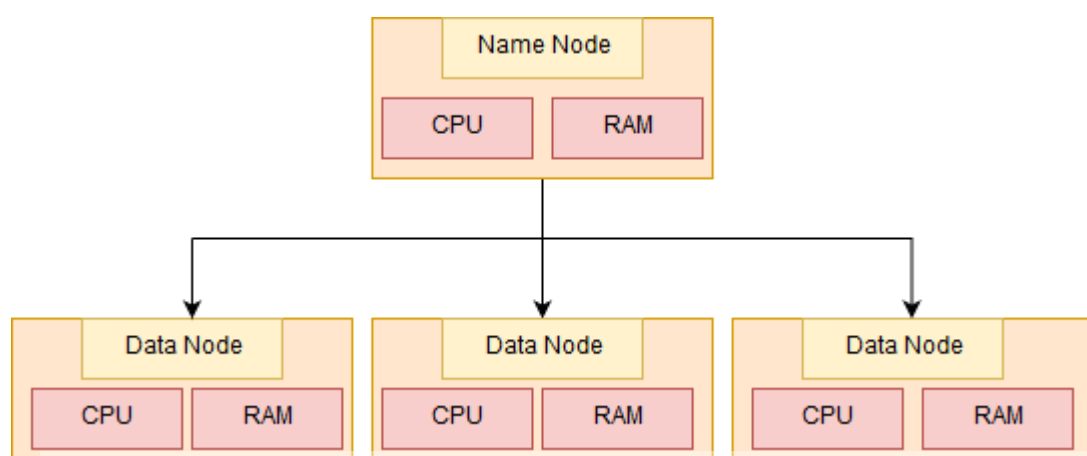 Name Node
CPU RAM
Data Node Data Node Data Node
CPU RAM CPU RAM CPU RAM